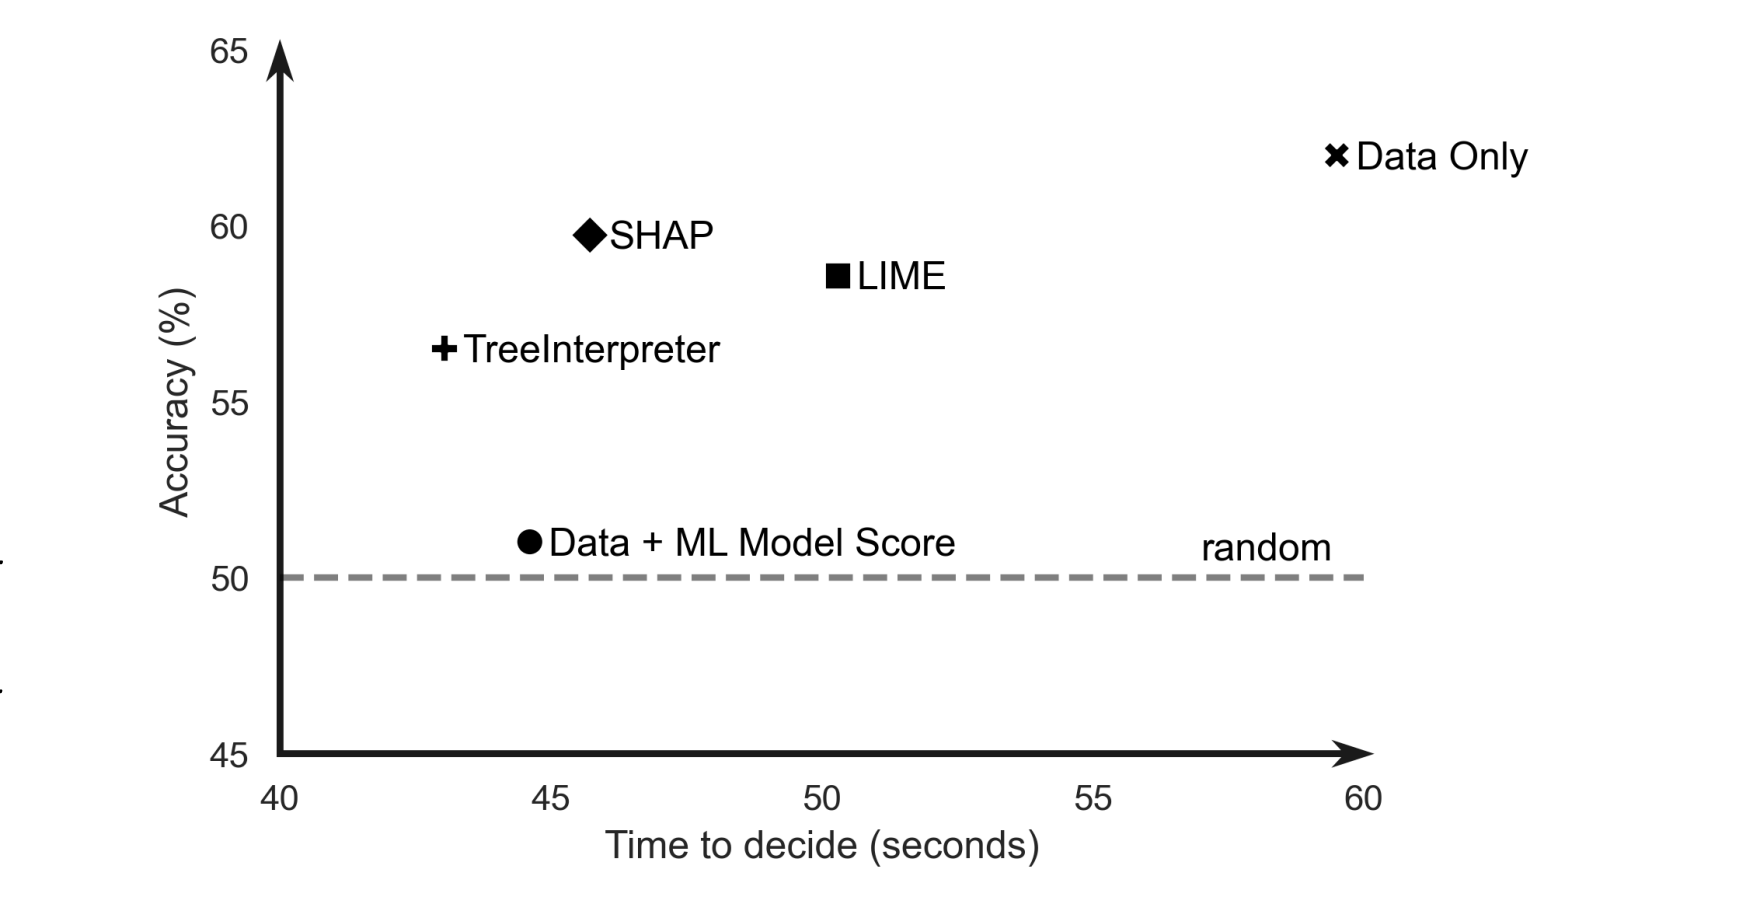 65
Data Only
60
SHAP
LIME
TreeInterpreter
Accuracy (%)
55
Data + ML Model Score
random
50
45
40 45 50 55 60
Time to decide (seconds)